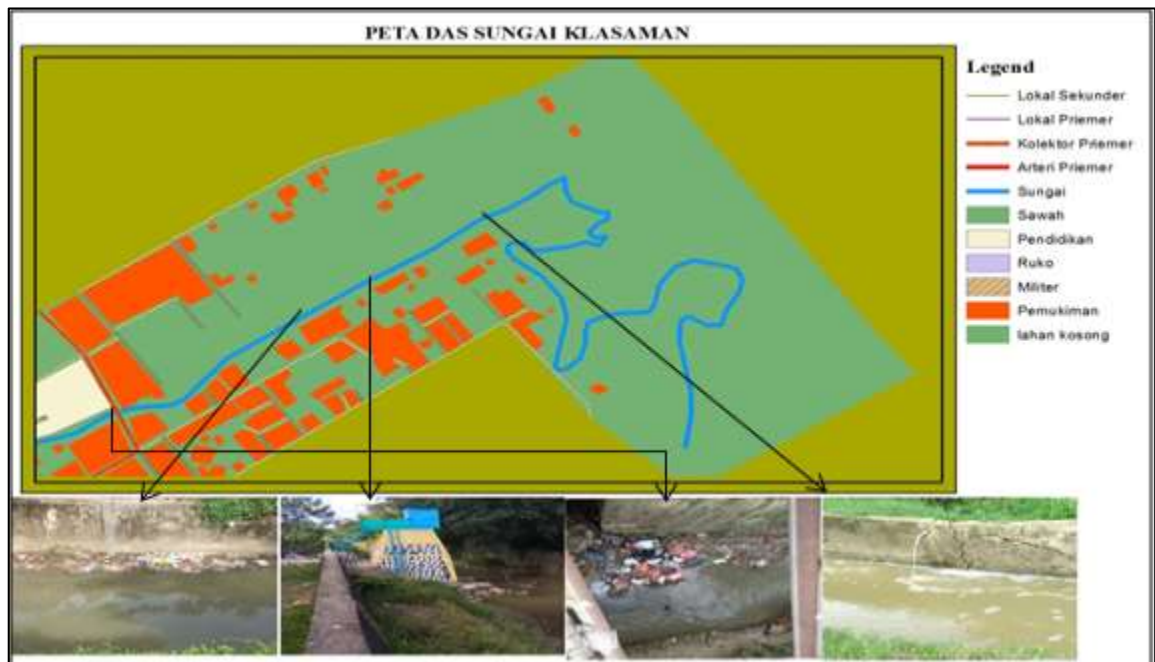 PETA DAS SUNGAI KLASAMAN
Legend
Lokal Sekunder
Lokal Priemer
Kolektor Priemer
Arteri Priemer
Sungai
Sawah
Pendidikan
Ruko
Militer
Pemukiman
lahan kosong